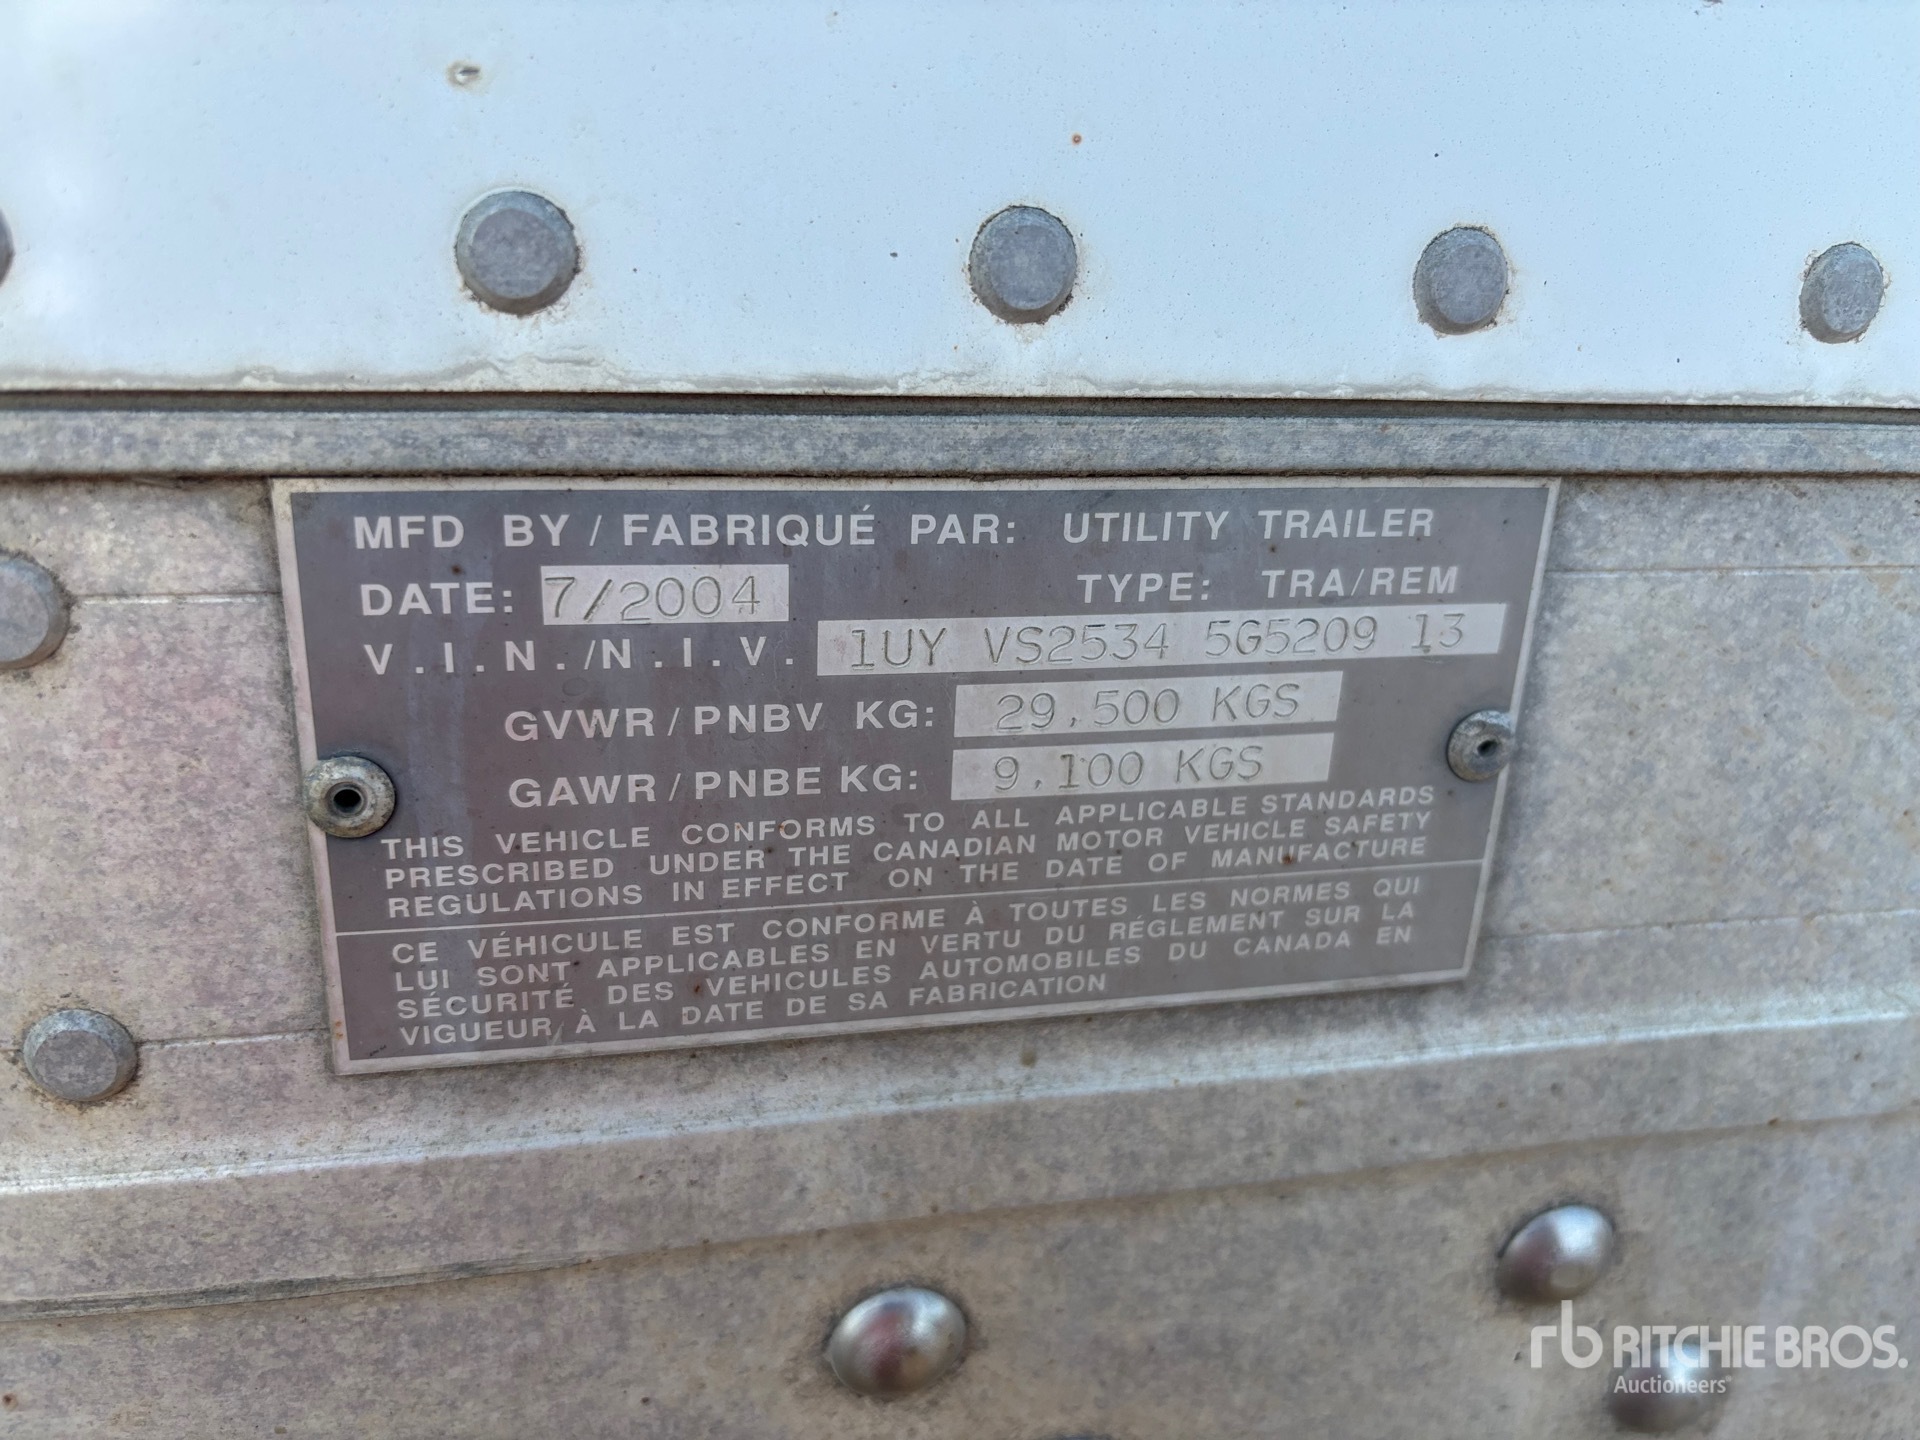 MFD BY / FABRIQUÉ PAR: UTILITY TRAILER
DATE: 7/2004 TYPE: TRA/REM
V.I.N./N.I.V. 1UY VS2534 5G5209 13
GVWR / PNBV KG: 29,500 KGS
GAWR / PNBE KG: 9,100 KGS
THIS VEHICLE CONFORMS TO ALL APPLICABLE STANDARDS
PRESCRIBED UNDER THE CANADIAN MOTOR VEHICLE SAFETY
REGULATIONS IN EFFECT ON THE DATE OF MANUFACTURE
CE VÉHICULE EST CONFORME À TOUTES LES NORMES QUI
LUI SONT APPLICABLES EN VERTU DU RÉGLEMENT SUR LA
SÉCURITÉ DES VEHICULES AUTOMOBILES DU CANADA EN
VIGUEUR À LA DATE DE SA FABRICATION
rb RITCHIE BROS.
Auctioneers